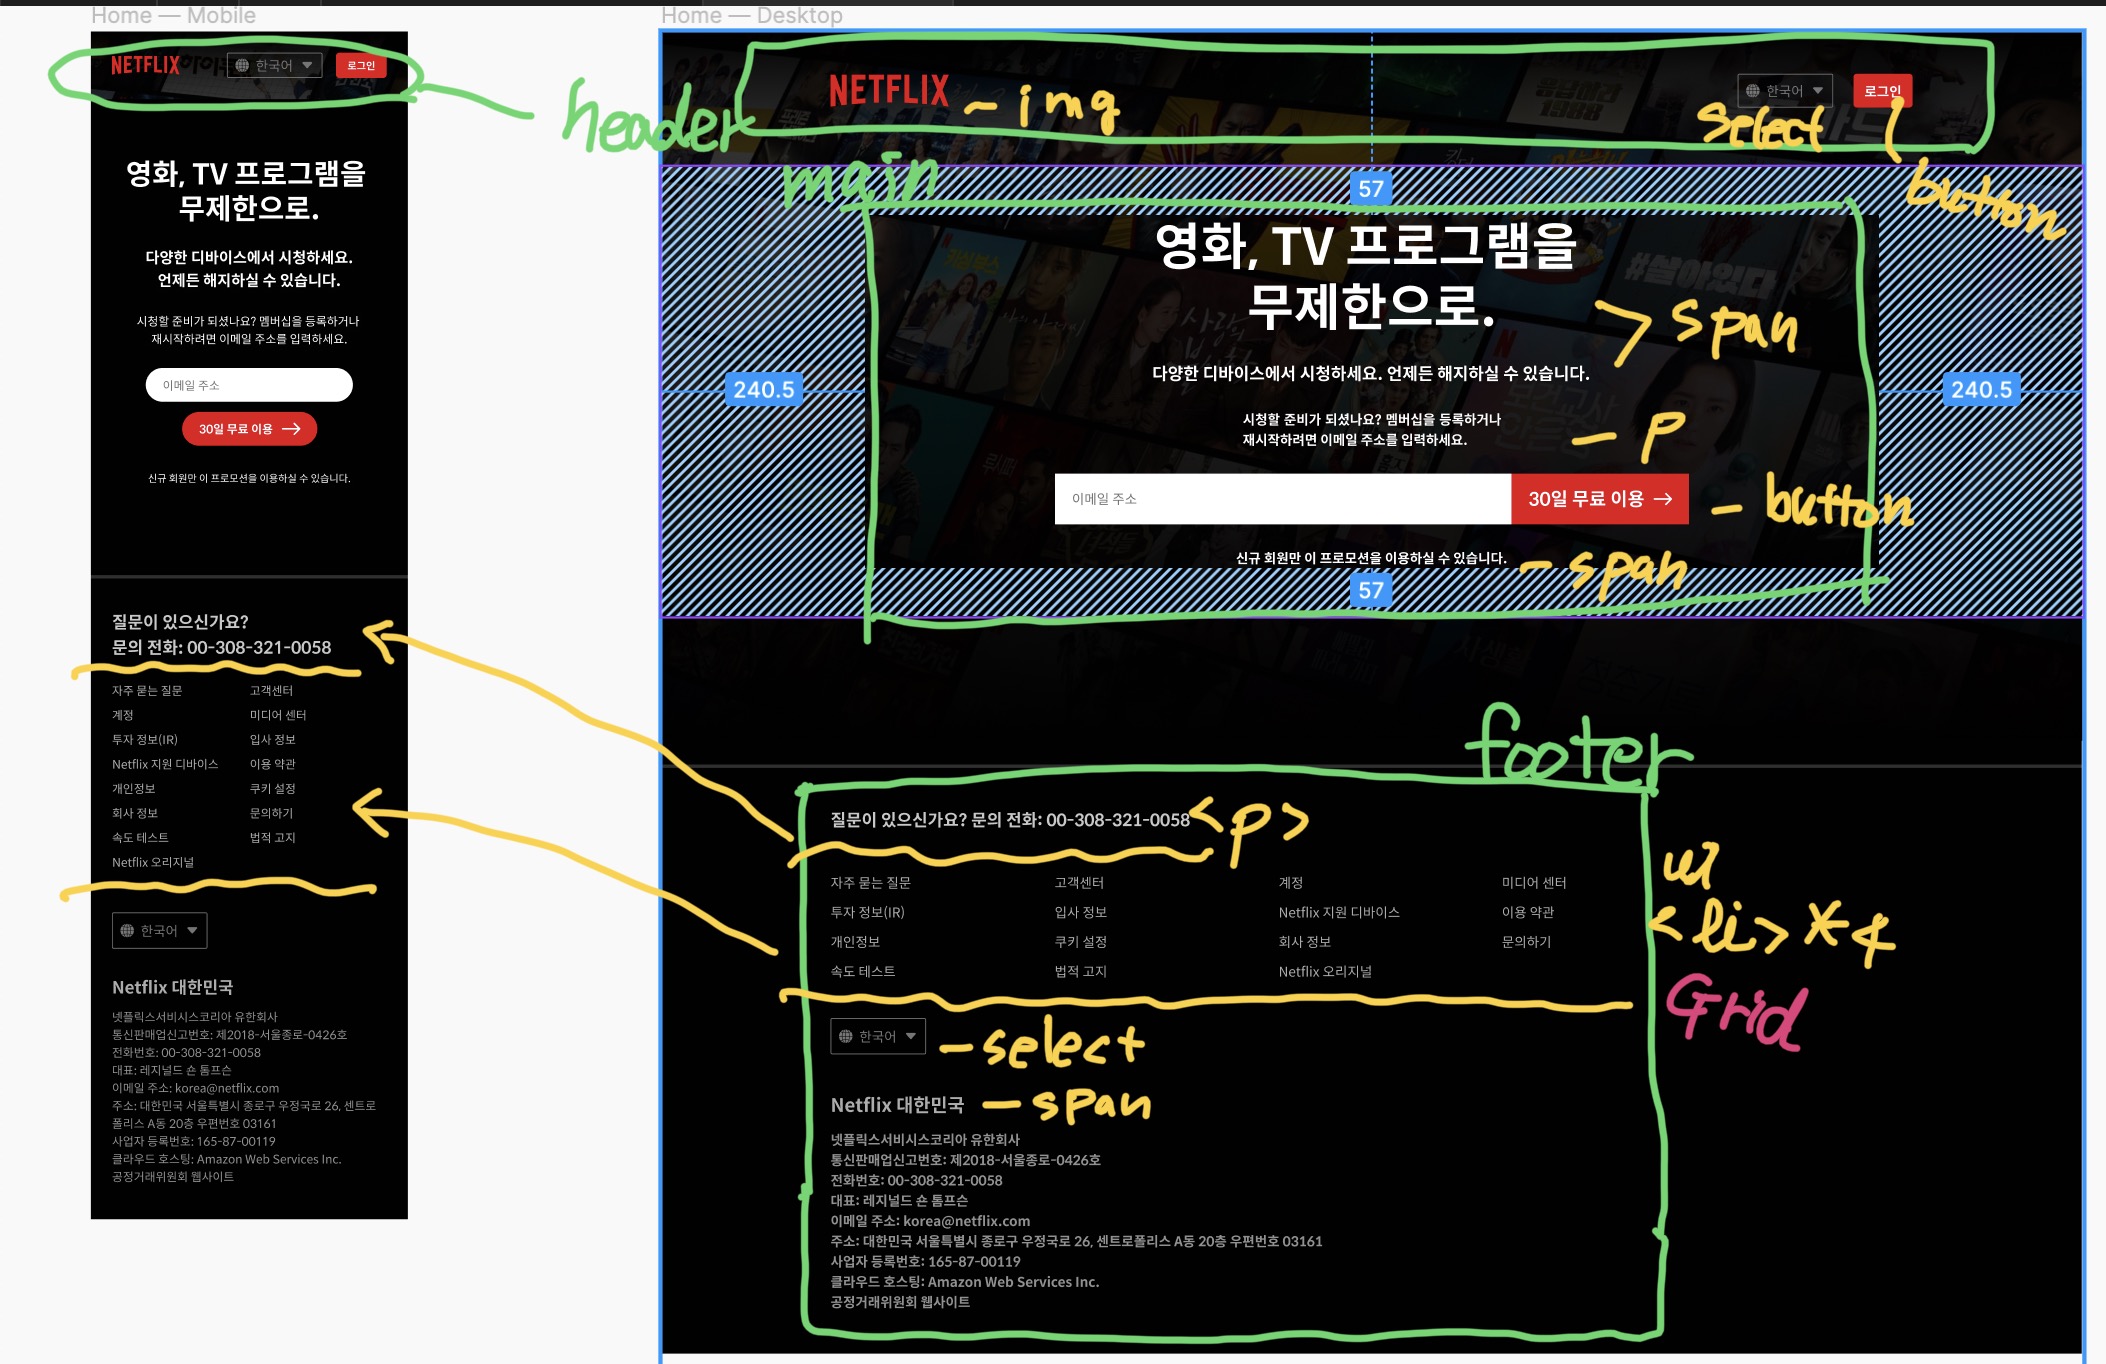 Home — Mobile
NETFLIX
한국어
로그인
영화, TV 프로그램을
무제한으로.
다양한 디바이스에서 시청하세요.
언제든 해지하실 수 있습니다.
시청할 준비가 되셨나요? 멤버십을 등록하거나
재시작하려면 이메일 주소를 입력하세요.
이메일 주소
30일 무료 이용
신규 회원만 이 프로모션을 이용하실 수 있습니다.
질문이 있으신가요?
문의 전화: 00-308-321-0058
자주 묻는 질문 고객센터
계정 미디어 센터
투자 정보(IR) 입사 정보
Netflix 지원 디바이스 이용 약관
개인정보 쿠키 설정
회사 정보 문의하기
속도 테스트 법적 고지
Netflix 오리지널
한국어
Netflix 대한민국
넷플릭스서비시스코리아 유한회사
통신판매업신고번호: 제2018-서울종로-0426호
전화번호: 00-308-321-0058
대표: 레지널드 숀 톰프슨
이메일 주소: korea@netflix.com
주소: 대한민국 서울특별시 종로구 우정국로 26, 센트로
폴리스 A동 20층 우편번호 03161
사업자 등록번호: 165-87-00119
클라우드 호스팅: Amazon Web Services Inc.
공정거래위원회 웹사이트
header
Home — Desktop
NETFLIX
- img
한국어
로그인
select
button
main
57
영화, TV 프로그램을
무제한으로.
> span
다양한 디바이스에서 시청하세요. 언제든 해지하실 수 있습니다.
240.5
240.5
시청할 준비가 되셨나요? 멤버십을 등록하거나
재시작하려면 이메일 주소를 입력하세요.
- P
이메일 주소
30일 무료 이용
- button
신규 회원만 이 프로모션을 이용하실 수 있습니다.
- span
57
#살아있다
응답하라
1988
footer
질문이 있으신가요? 문의 전화: 00-308-321-0058
<p>
자주 묻는 질문 고객센터 계정 미디어 센터
투자 정보(IR) 입사 정보 Netflix 지원 디바이스 이용 약관
개인정보 쿠키 설정 회사 정보 문의하기
속도 테스트 법적 고지 Netflix 오리지널
ul
<li>*4
Grid
한국어
- select
Netflix 대한민국
- span
넷플릭스서비시스코리아 유한회사
통신판매업신고번호: 제2018-서울종로-0426호
전화번호: 00-308-321-0058
대표: 레지널드 숀 톰프슨
이메일 주소: korea@netflix.com
주소: 대한민국 서울특별시 종로구 우정국로 26, 센트로폴리스 A동 20층 우편번호 03161
사업자 등록번호: 165-87-00119
클라우드 호스팅: Amazon Web Services Inc.
공정거래위원회 웹사이트